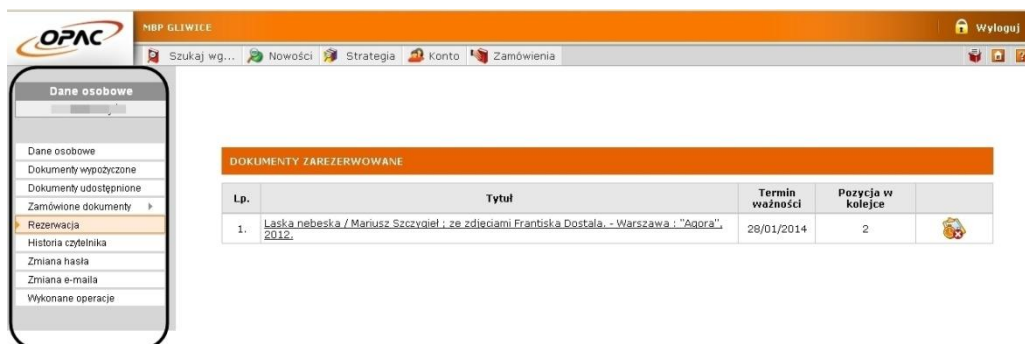 OPAC
MBP GLIWICE
Wyloguj
Szukaj wg... Nowości Strategia Konto Zamówienia
Dane osobowe
Dane osobowe
Dokumenty wypożyczone
Dokumenty udostępnione
Zamówione dokumenty
Rezerwacja
Historia czytelnika
Zmiana hasła
Zmiana e-maila
Wykonane operacje
DOKUMENTY ZAREZERWOWANE
Lp. Tytuł Termin ważności Pozycja w kolejce
1. Laska nebeska / Mariusz Szczygieł ; ze zdjęciami Frantiska Dostala. - Warszawa : "Agora",
2012. 28/01/2014 2